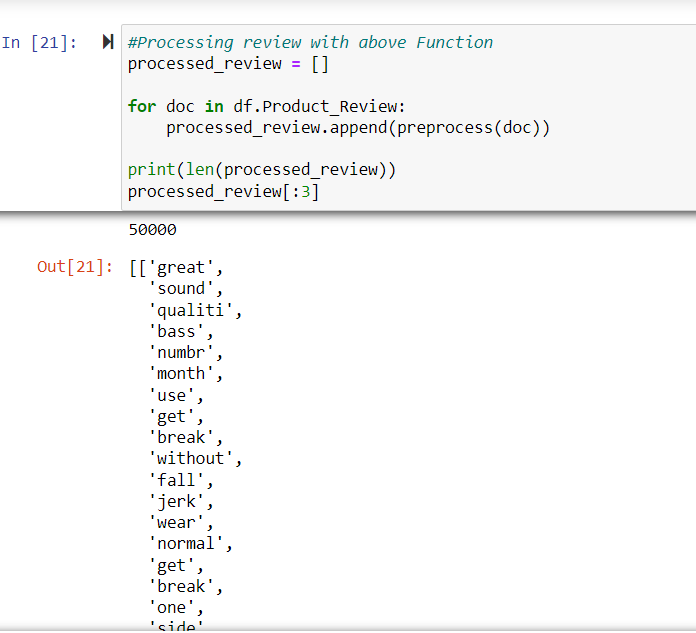 In [21]:
#Processing review with above Function
processed_review = []
for doc in df.Product_Review:
    processed_review.append(preprocess(doc))
print(len(processed_review))
processed_review[:3]
50000
Out[21]: [['great',
'sound',
'qualiti',
'bass',
'numbr',
'month',
'use',
'get',
'break',
'without',
'fall',
'jerk',
'wear',
'normal',
'get',
'break',
'one',
'side'